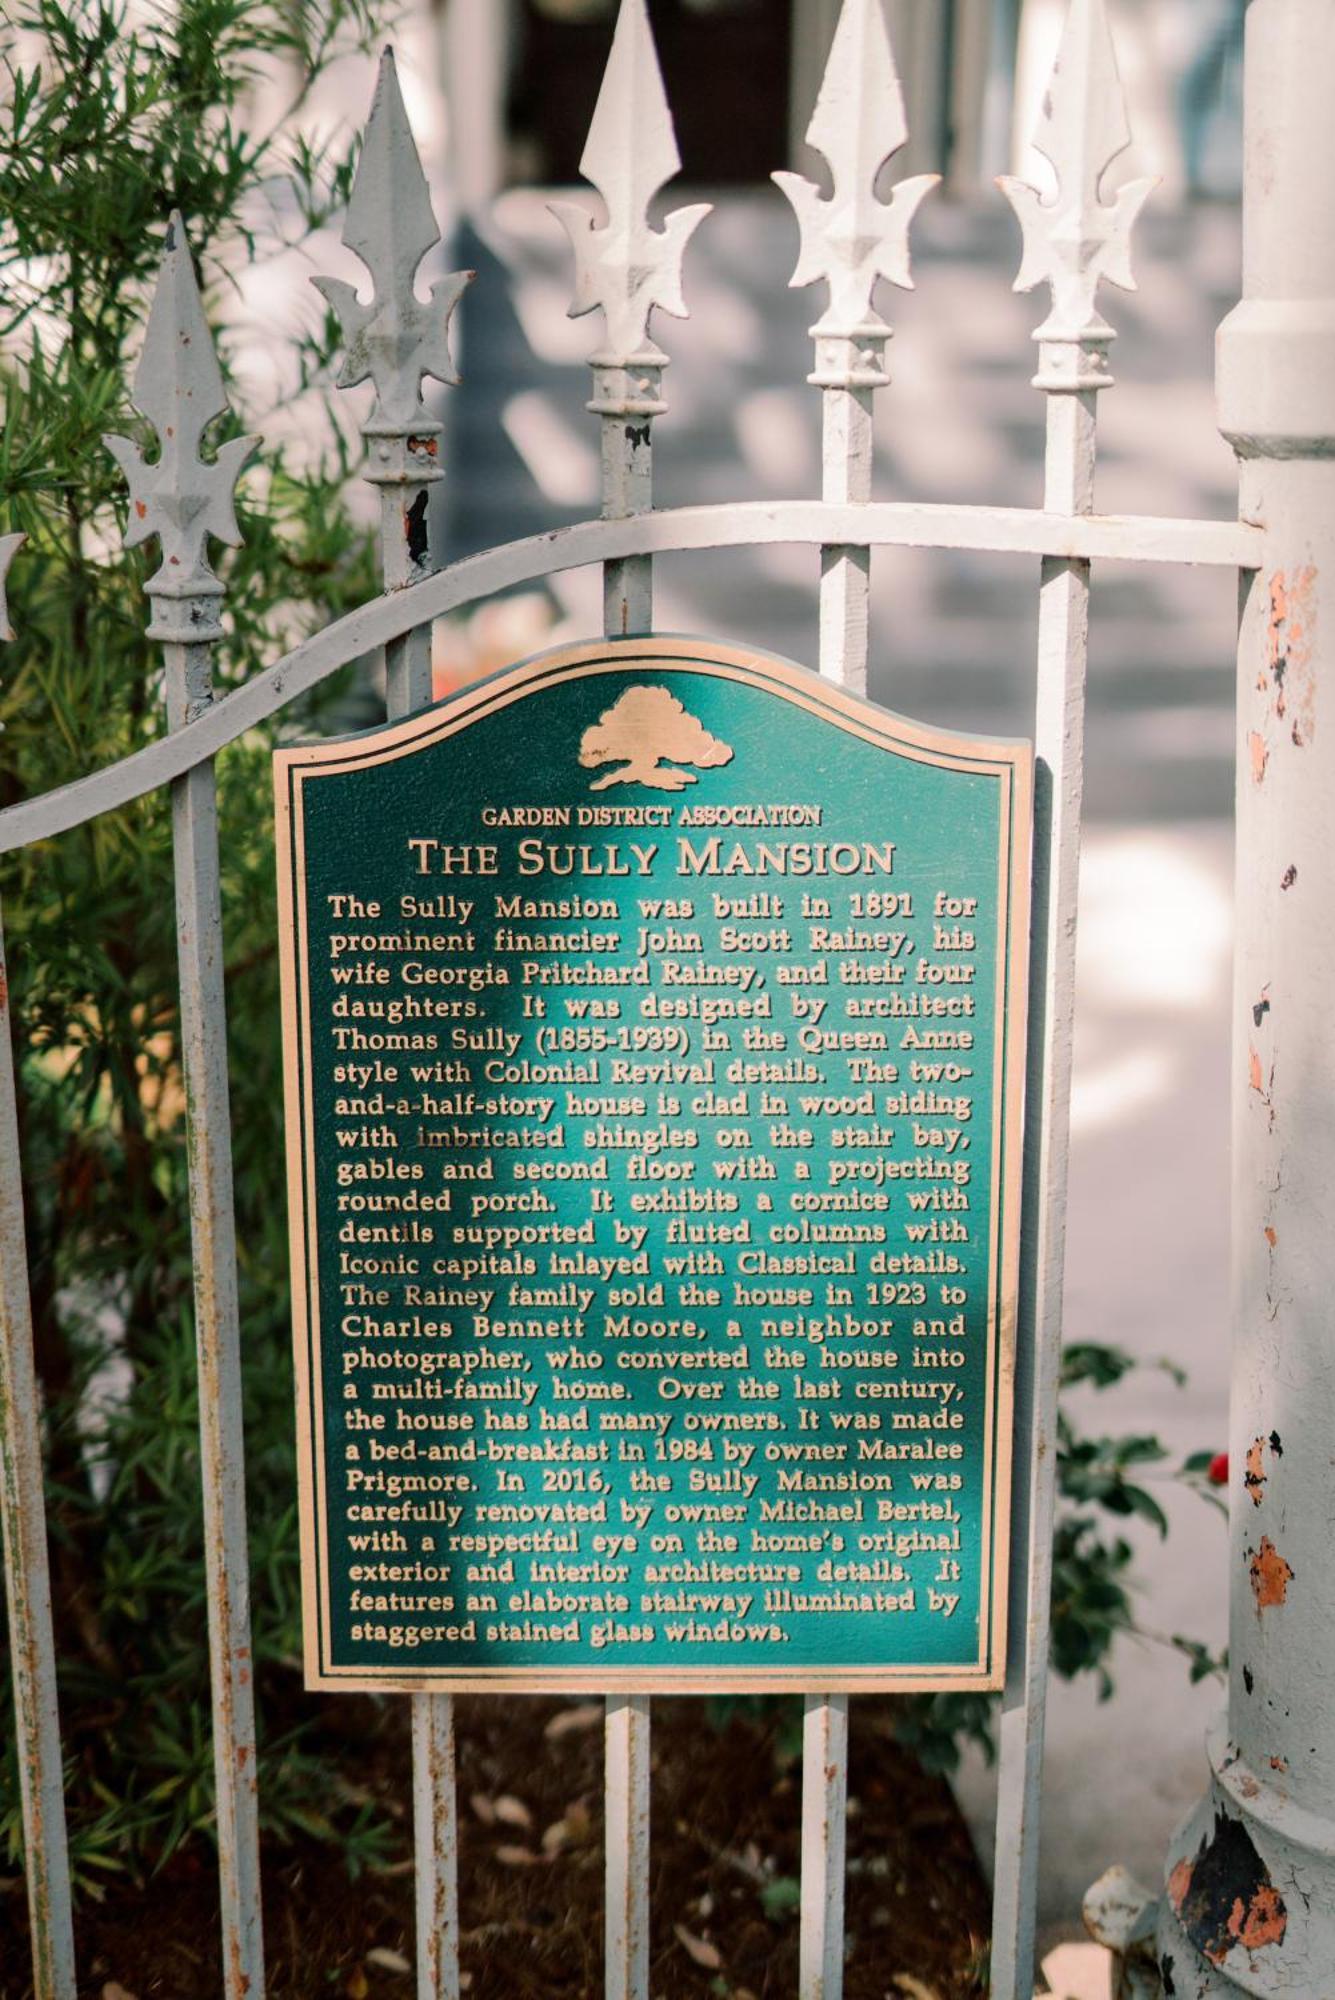 GARDEN DISTRICT ASSOCIATION
THE SULLY MANSION
The Sully Mansion was built in 1891 for
prominent financier John Scott Rainey, his
wife Georgia Pritchard Rainey, and their four
daughters. It was designed by architect
Thomas Sully (1855-1939) in the Queen Anne
style with Colonial Revival details. The two-
and-a-half-story house is clad in wood siding
with imbricated shingles on the stair bay,
gables and second floor with a projecting
rounded porch. It exhibits a cornice with
dentils supported by fluted columns with
Iconic capitals inlayed with Classical details.
The Rainey family sold the house in 1923 to
Charles Bennett Moore, a neighbor and
photographer, who converted the house into
a multi-family home. Over the last century,
the house has had many owners. It was made
a bed-and-breakfast in 1984 by owner Maralee
Prigmore. In 2016, the Sully Mansion was
carefully renovated by owner Michael Bertel,
with a respectful eye on the home's original
exterior and interior architecture details. It
features an elaborate stairway illuminated by
staggered stained glass windows.